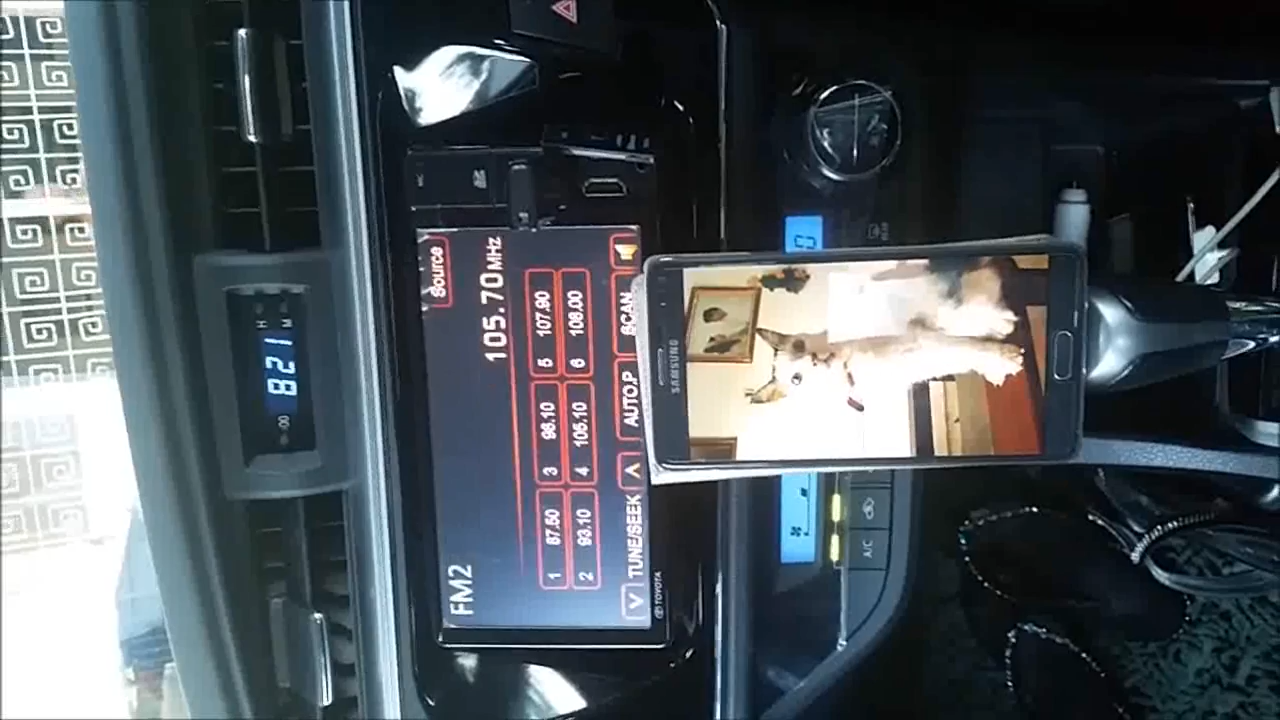 H M
:00
FM2
Source
105.70 MHz
1 87.50
3 98.10
5 107.90
2 93.10
4 105.10
6 108.00
TUNE/SEEK
AUTO.P
SCAN
TOYOTA
SAMSUNG
A/C